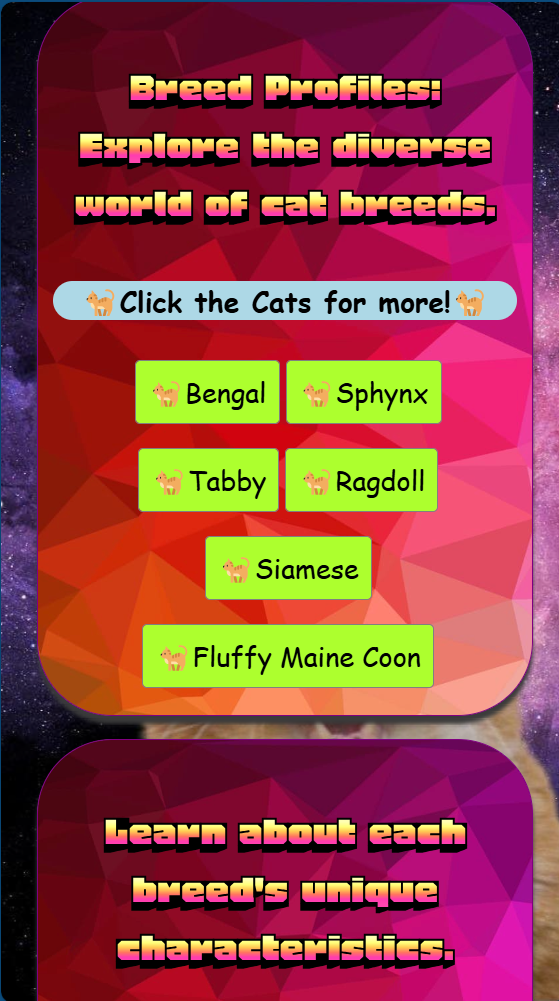 Breed Profiles:
Explore the diverse
world of cat breeds.
🐈Click the Cats for more!🐈
🐈Bengal
🐈Sphynx
🐈Tabby
🐈Ragdoll
🐈Siamese
🐈Fluffy Maine Coon
Learn about each
breed's unique
characteristics.